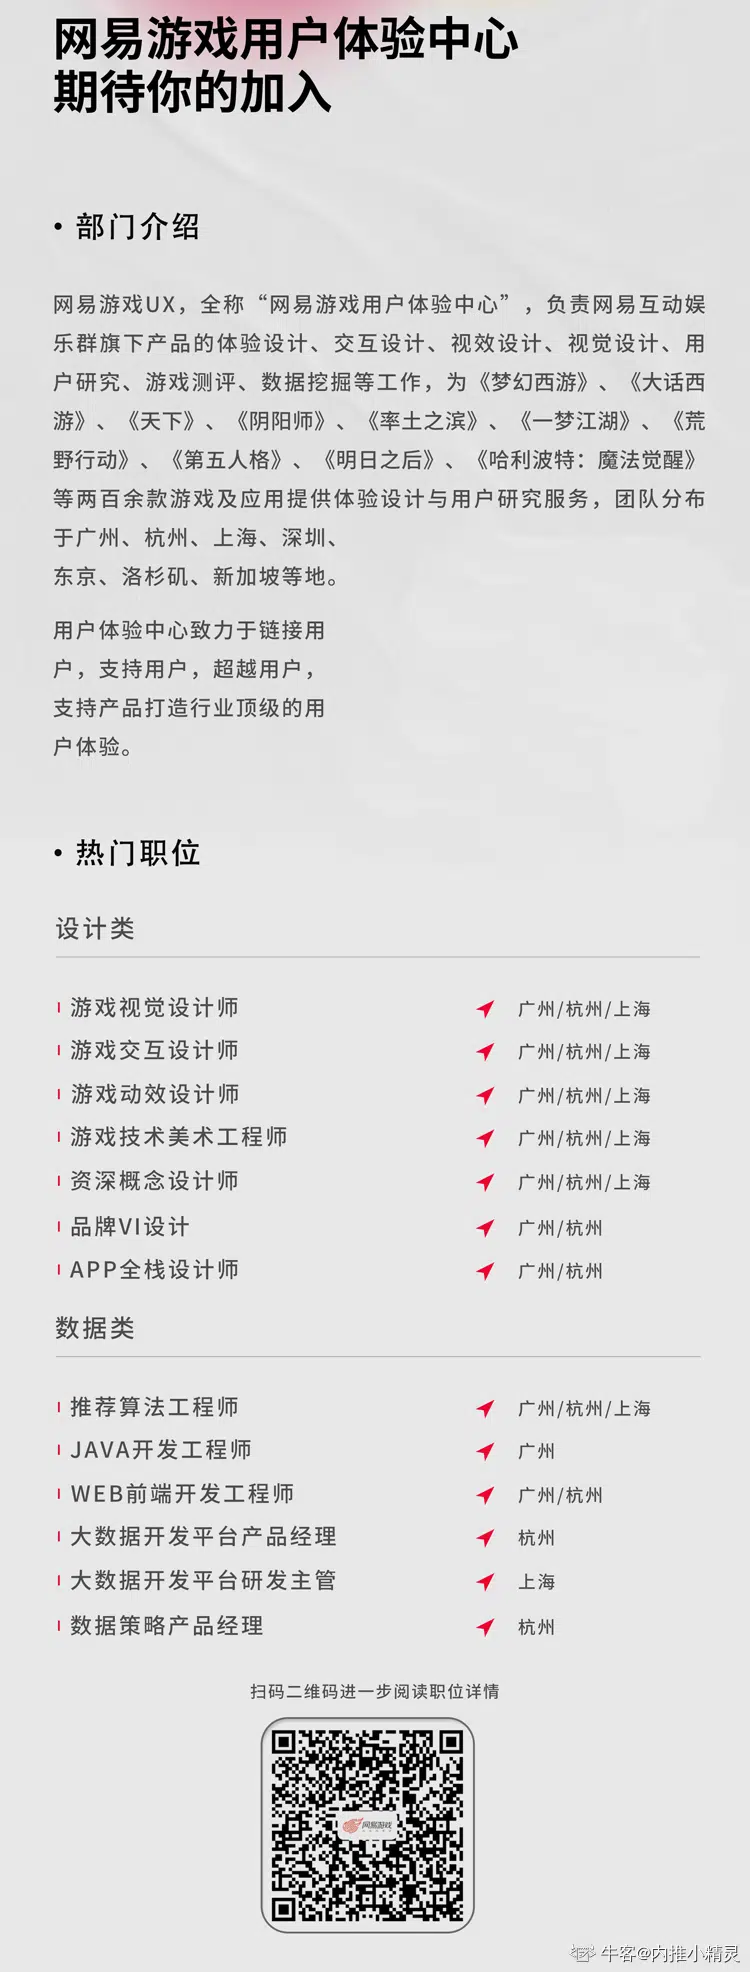 网易游戏用户体验中心
期待你的加入
• 部门介绍
网易游戏UX，全称“网易游戏用户体验中心”，负责网易互动娱
乐群旗下产品的体验设计、交互设计、视效设计、视觉设计、用
户研究、游戏测评、数据挖掘等工作，为《梦幻西游》、《大话西
游》、《天下》、《阴阳师》、《率土之滨》、《一梦江湖》、《荒
野行动》、《第五人格》、《明日之后》、《哈利波特：魔法觉醒》
等两百余款游戏及应用提供体验设计与用户研究服务，团队分布
于广州、杭州、上海、深圳、
东京、洛杉矶、新加坡等地。
用户体验中心致力于链接用
户，支持用户，超越用户，
支持产品打造行业顶级的用
户体验。
• 热门职位
设计类
游戏视觉设计师 广州/杭州/上海
游戏交互设计师 广州/杭州/上海
游戏动效设计师 广州/杭州/上海
游戏技术美术工程师 广州/杭州/上海
资深概念设计师 广州/杭州/上海
品牌VI设计 广州/杭州
APP全栈设计师 广州/杭州
数据类
推荐算法工程师 广州/杭州/上海
JAVA开发工程师 广州
WEB前端开发工程师 广州/杭州
大数据开发平台产品经理 杭州
大数据开发平台研发主管 上海
数据策略产品经理 杭州
扫码二维码进一步阅读职位详情
网易游戏
牛客@内推小精灵